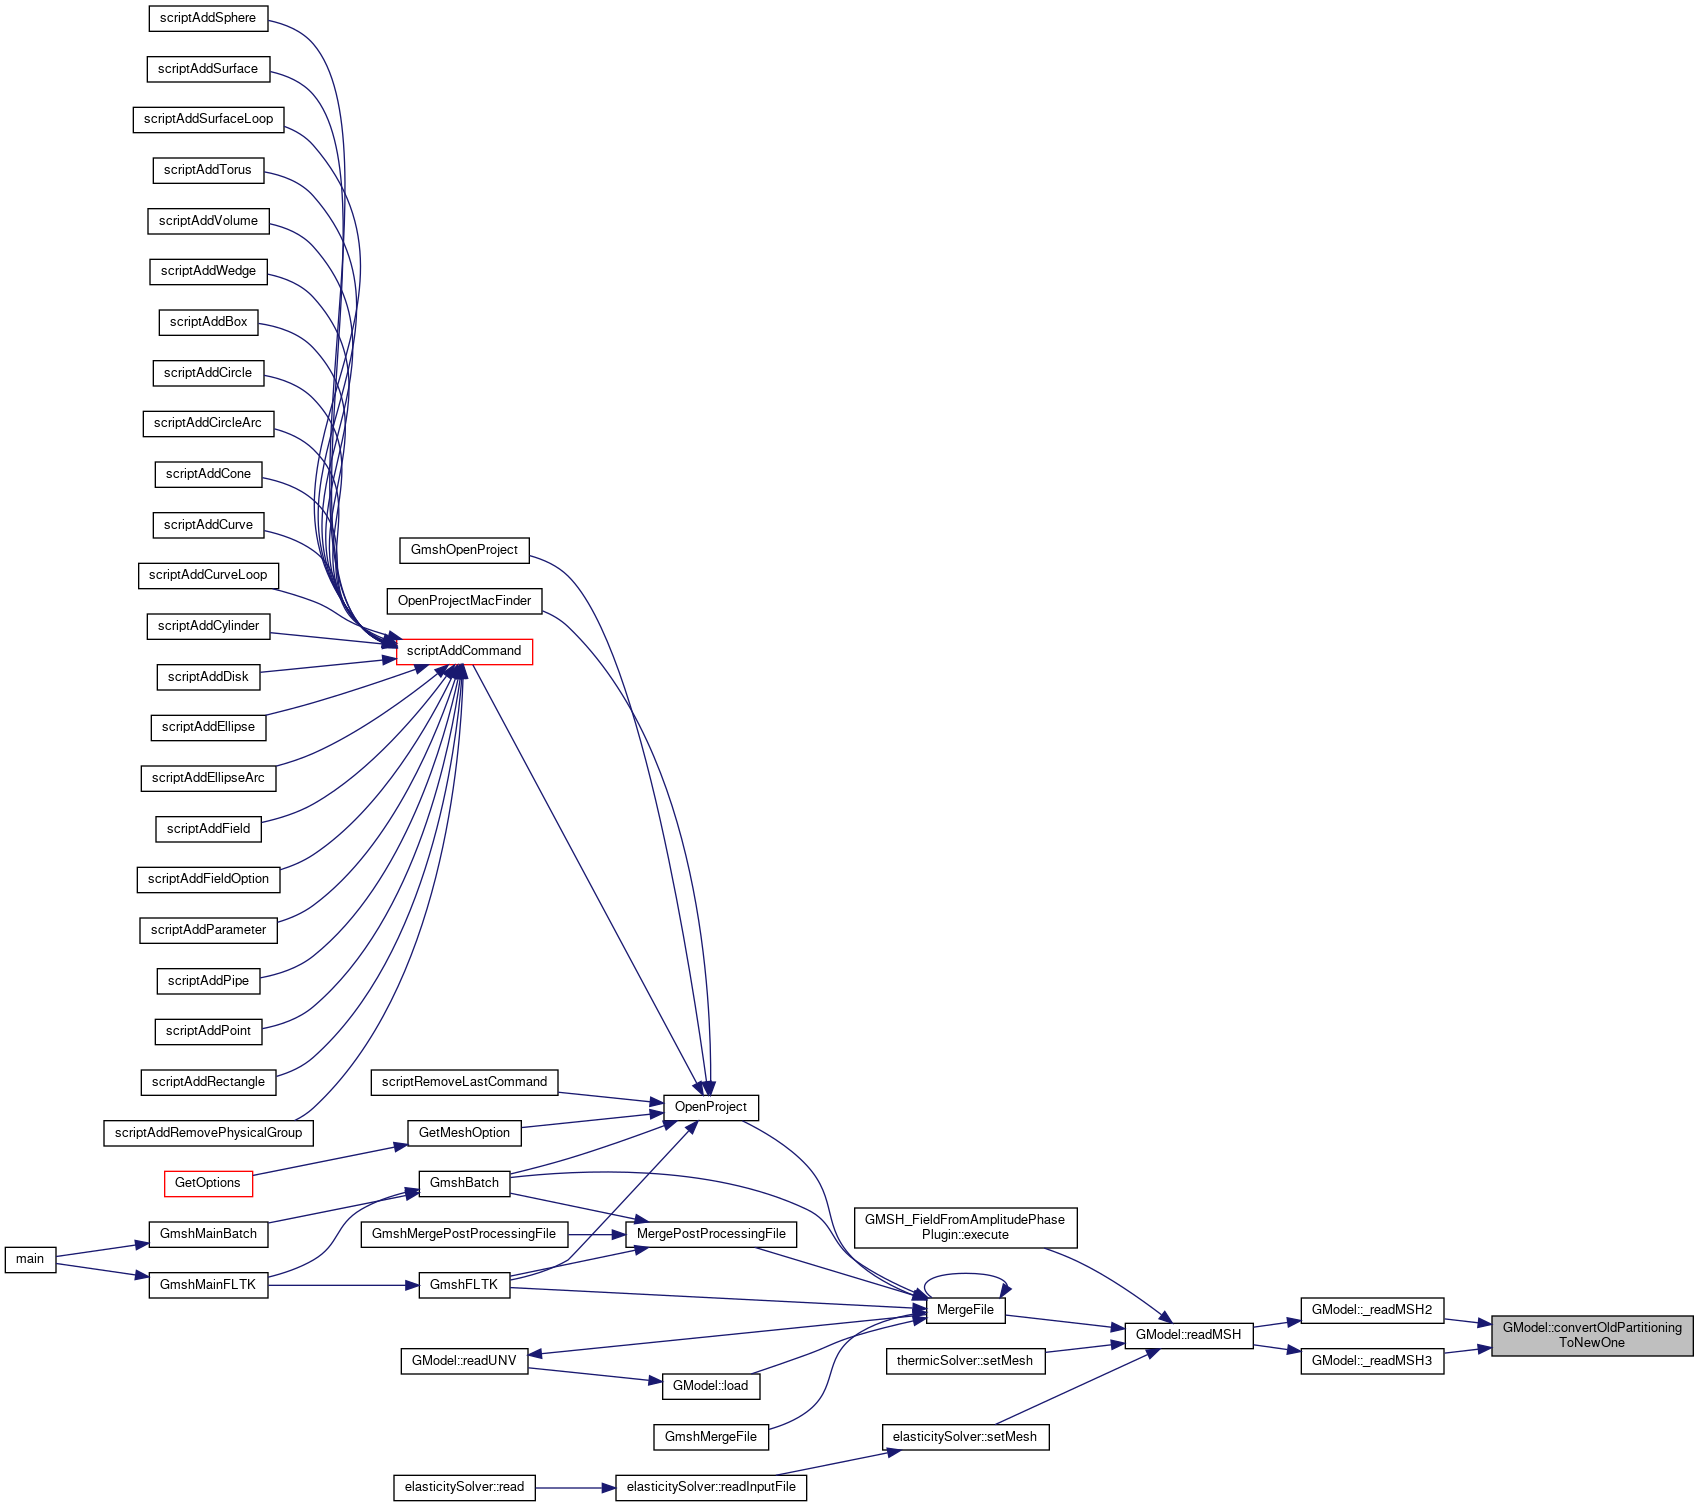 scriptAddSphere
scriptAddSurface
scriptAddSurfaceLoop
scriptAddTorus
scriptAddVolume
scriptAddWedge
scriptAddBox
scriptAddCircle
scriptAddCircleArc
scriptAddCone
scriptAddCurve
GmshOpenProject
scriptAddCurveLoop
OpenProjectMacFinder
scriptAddCylinder
scriptAddCommand
scriptAddDisk
scriptAddEllipse
scriptAddEllipseArc
scriptAddField
scriptAddFieldOption
scriptAddParameter
scriptAddPipe
scriptAddPoint
scriptAddRectangle
scriptRemoveLastCommand
OpenProject
scriptAddRemovePhysicalGroup
GetMeshOption
GetOptions
GmshBatch
GMSH_FieldFromAmplitudePhase
Plugin::execute
GmshMainBatch
GmshMergePostProcessingFile
MergePostProcessingFile
main
GmshMainFLTK
GmshFLTK
MergeFile
GModel::readMSH
GModel::_readMSH2
GModel::convertOldPartitioning
ToNewOne
GModel::readUNV
thermicSolver::setMesh
GModel::_readMSH3
GModel::load
GmshMergeFile
elasticitySolver::setMesh
elasticitySolver::read
elasticitySolver::readInputFile